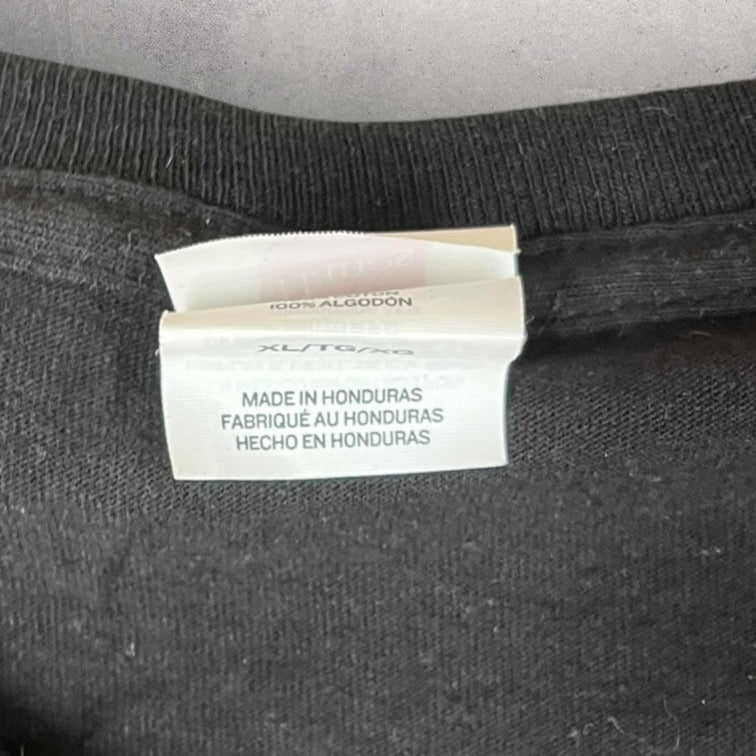 100% ALGODÓN
XL/TG/XG
MADE IN HONDURAS
FABRIQUÉ AU HONDURAS
HECHO EN HONDURAS